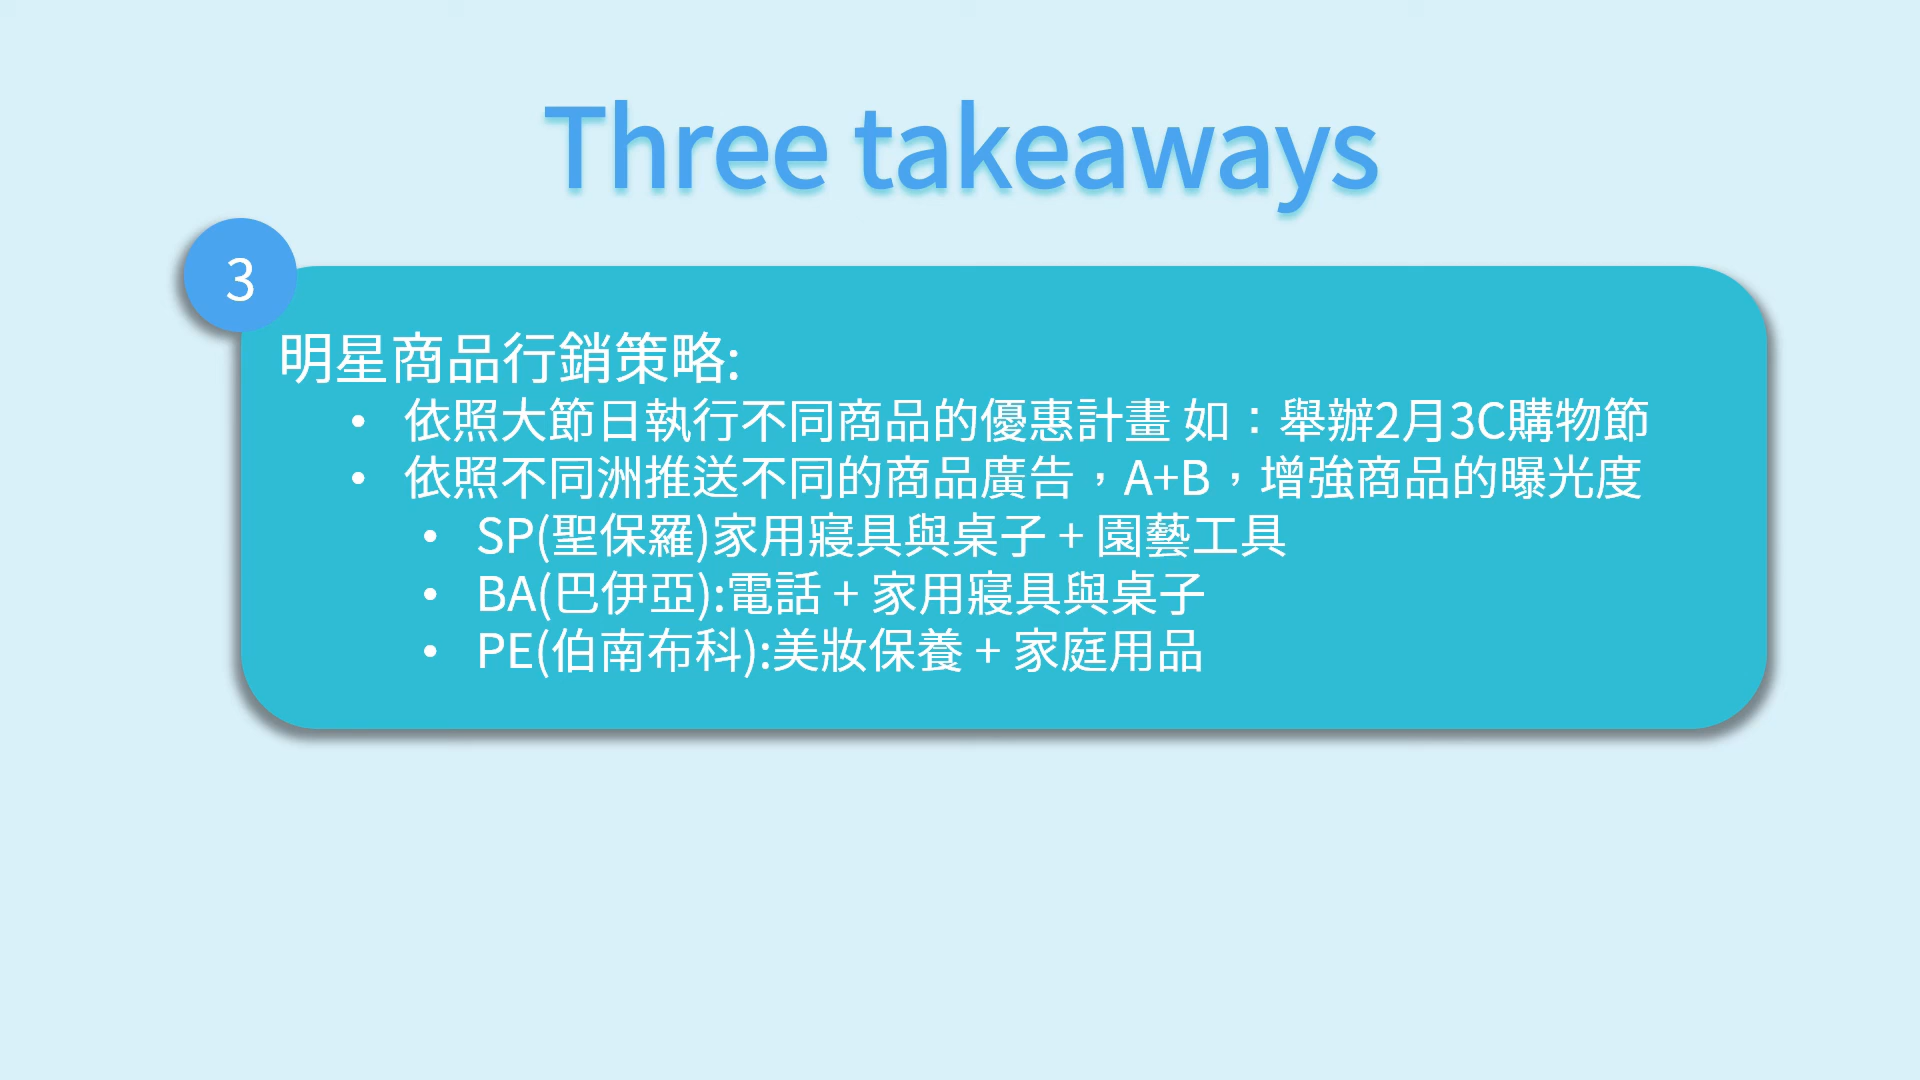 Three takeaways
3
明星商品行銷策略:
• 依照大節日執行不同商品的優惠計畫 如：舉辦2月3C購物節
• 依照不同洲推送不同的商品廣告，A+B，增強商品的曝光度
• SP(聖保羅)家用寢具與桌子 + 園藝工具
• BA(巴伊亞):電話 + 家用寢具與桌子
• PE(伯南布科):美妝保養 + 家庭用品